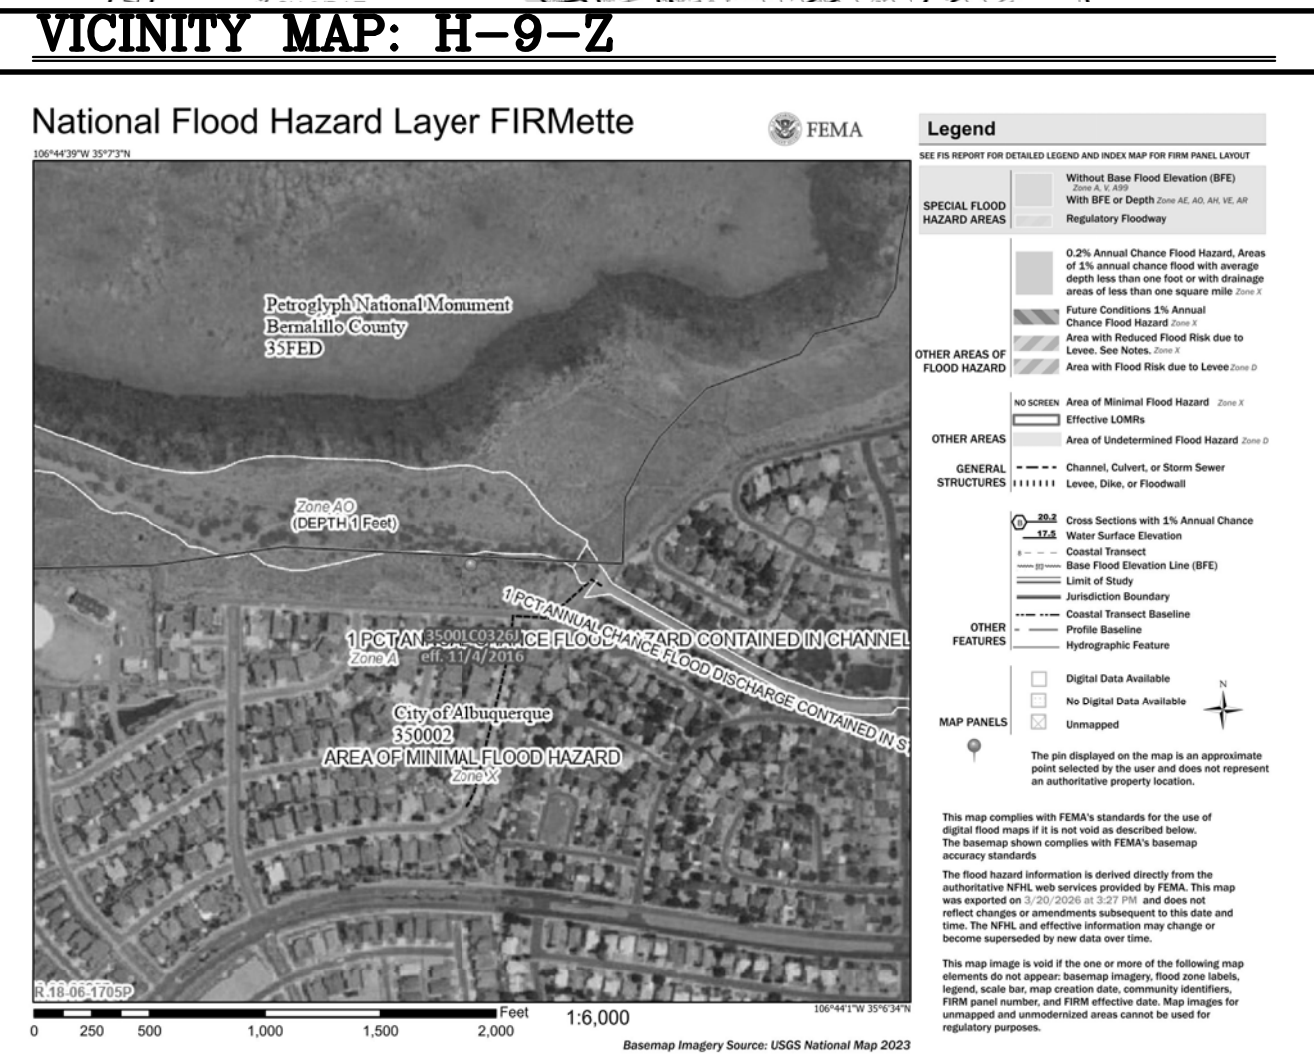 VICINITY MAP: H-9-Z
National Flood Hazard Layer FIRMette
FEMA
106°44'39"W 35°7'3"N
Petroglyph National Monument
Bernalillo County
35FED
Zone AO
(DEPTH 1 Feet)
1 PCT ANNUAL CHANCE FLOOD DISCHARGE CONTAINED IN
1 PCT ANNUAL CHANCE FLOOD HAZARD CONTAINED IN CHANNEL
35001C0326J
eff. 11/4/2016
Zone A
City of Albuquerque
350002
AREA OF MINIMAL FLOOD HAZARD
Zone X
R.18-06-1705P
106°44'1"W 35°6'34"N
0 250 500 1,000 1,500 2,000 Feet
1:6,000
Basemap Imagery Source: USGS National Map 2023
Legend
SEE FIS REPORT FOR DETAILED LEGEND AND INDEX MAP FOR FIRM PANEL LAYOUT
SPECIAL FLOOD
HAZARD AREAS
Without Base Flood Elevation (BFE)
Zone A, V, A99
With BFE or Depth Zone AE, AO, AH, VE, AR
Regulatory Floodway
0.2% Annual Chance Flood Hazard, Areas
of 1% annual chance flood with average
depth less than one foot or with drainage
areas of less than one square mile Zone X
Future Conditions 1% Annual
Chance Flood Hazard Zone X
Area with Reduced Flood Risk due to
Levee. See Notes. Zone X
Area with Flood Risk due to Levee Zone D
OTHER AREAS OF
FLOOD HAZARD
NO SCREEN Area of Minimal Flood Hazard Zone X
Effective LOMRs
OTHER AREAS
Area of Undetermined Flood Hazard Zone D
GENERAL
STRUCTURES
Channel, Culvert, or Storm Sewer
Levee, Dike, or Floodwall
B 20.2 Cross Sections with 1% Annual Chance
17.5 Water Surface Elevation
8 Coastal Transect
513 Base Flood Elevation Line (BFE)
Limit of Study
Jurisdiction Boundary
Coastal Transect Baseline
OTHER
FEATURES
Profile Baseline
Hydrographic Feature
Digital Data Available
No Digital Data Available
Unmapped
MAP PANELS
N
The pin displayed on the map is an approximate
point selected by the user and does not represent
an authoritative property location.
This map complies with FEMA's standards for the use of
digital flood maps if it is not void as described below.
The basemap shown complies with FEMA's basemap
accuracy standards
The flood hazard information is derived directly from the
authoritative NFHL web services provided by FEMA. This map
was exported on 3/20/2026 at 3:27 PM and does not
reflect changes or amendments subsequent to this date and
time. The NFHL and effective information may change or
become superseded by new data over time.
This map image is void if the one or more of the following map
elements do not appear: basemap imagery, flood zone labels,
legend, scale bar, map creation date, community identifiers,
FIRM panel number, and FIRM effective date. Map images for
unmapped and unmodernized areas cannot be used for
regulatory purposes.